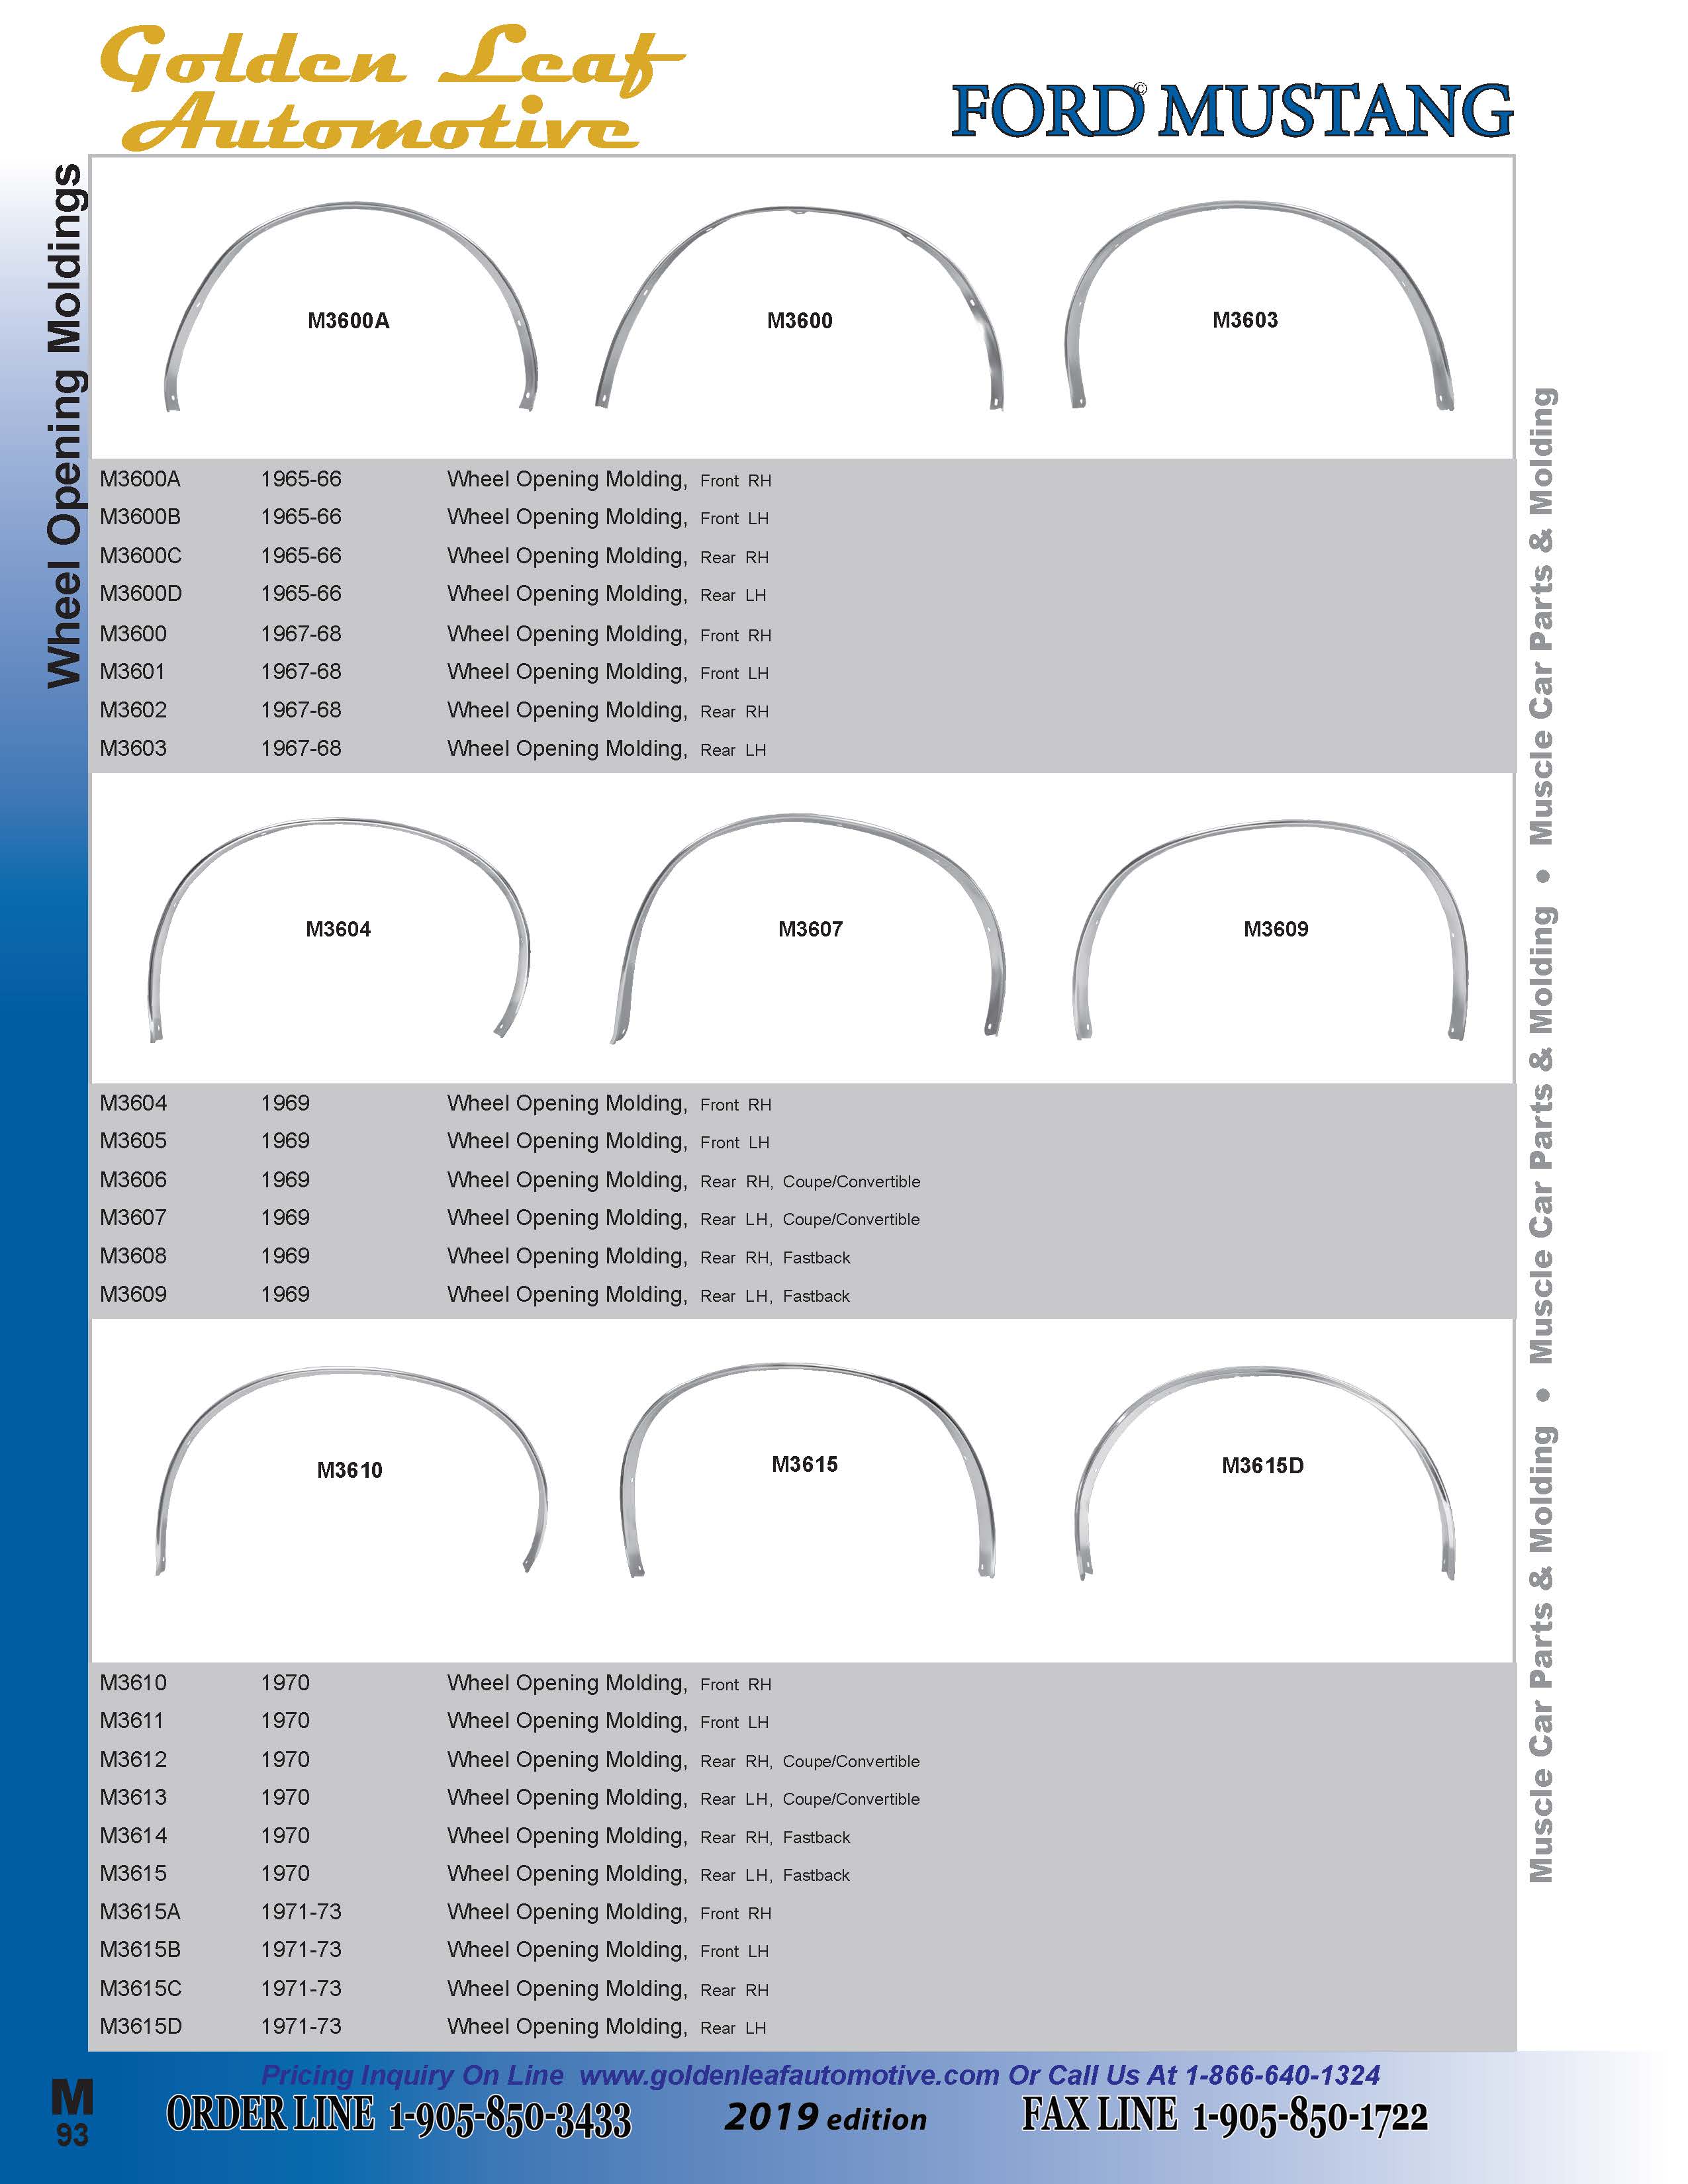 Golden Leaf
Automotive
FORD© MUSTANG
Wheel Opening Moldings
M3600A
M3600
M3603
M3600A 1965-66 Wheel Opening Molding, Front RH
M3600B 1965-66 Wheel Opening Molding, Front LH
M3600C 1965-66 Wheel Opening Molding, Rear RH
M3600D 1965-66 Wheel Opening Molding, Rear LH
M3600 1967-68 Wheel Opening Molding, Front RH
M3601 1967-68 Wheel Opening Molding, Front LH
M3602 1967-68 Wheel Opening Molding, Rear RH
M3603 1967-68 Wheel Opening Molding, Rear LH
M3604
M3607
M3609
M3604 1969 Wheel Opening Molding, Front RH
M3605 1969 Wheel Opening Molding, Front LH
M3606 1969 Wheel Opening Molding, Rear RH, Coupe/Convertible
M3607 1969 Wheel Opening Molding, Rear LH, Coupe/Convertible
M3608 1969 Wheel Opening Molding, Rear RH, Fastback
M3609 1969 Wheel Opening Molding, Rear LH, Fastback
M3610
M3615
M3615D
M3610 1970 Wheel Opening Molding, Front RH
M3611 1970 Wheel Opening Molding, Front LH
M3612 1970 Wheel Opening Molding, Rear RH, Coupe/Convertible
M3613 1970 Wheel Opening Molding, Rear LH, Coupe/Convertible
M3614 1970 Wheel Opening Molding, Rear RH, Fastback
M3615 1970 Wheel Opening Molding, Rear LH, Fastback
M3615A 1971-73 Wheel Opening Molding, Front RH
M3615B 1971-73 Wheel Opening Molding, Front LH
M3615C 1971-73 Wheel Opening Molding, Rear RH
M3615D 1971-73 Wheel Opening Molding, Rear LH
Muscle Car Parts & Molding • Muscle Car Parts & Molding • Muscle Car Parts & Molding
Pricing Inquiry On Line www.goldenleafautomotive.com Or Call Us At 1-866-640-1324
M
93
ORDER LINE 1-905-850-3433
2019 edition
FAX LINE 1-905-850-1722